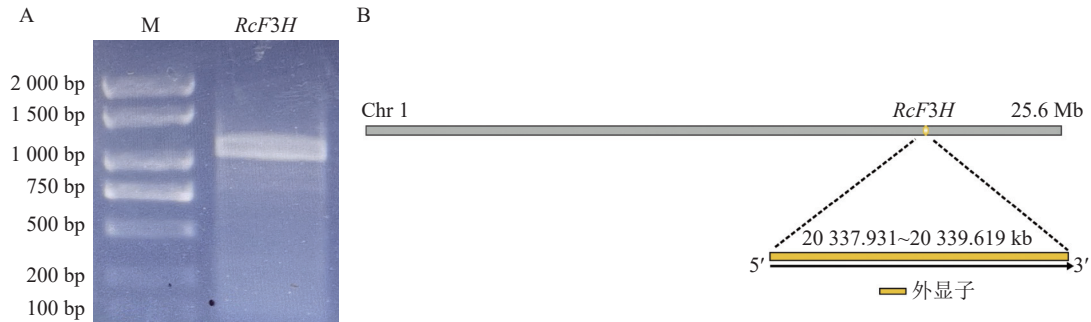 A
B
M RcF3H
2 000 bp
1 500 bp
1 000 bp
750 bp
500 bp
200 bp
100 bp
Chr 1 RcF3H 25.6 Mb
20 337.931~20 339.619 kb
5′ 3′
外显子